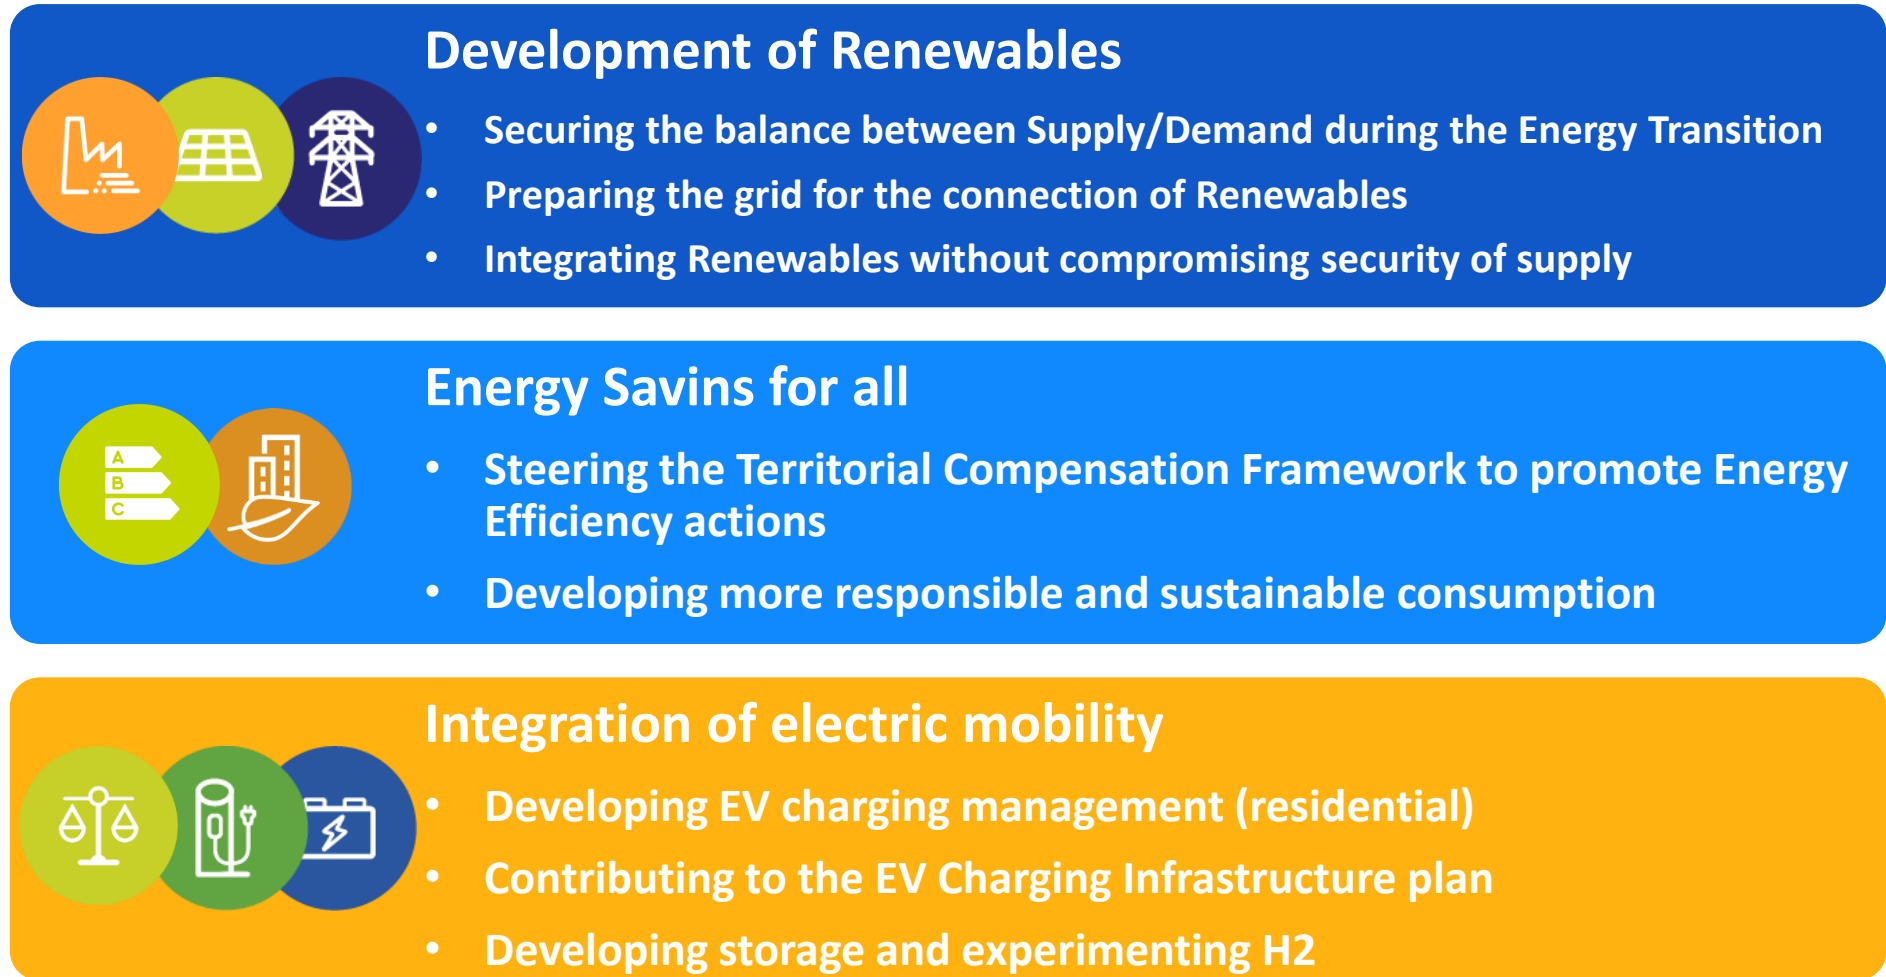 Development of Renewables
• Securing the balance between Supply/Demand during the Energy Transition
• Preparing the grid for the connection of Renewables
• Integrating Renewables without compromising security of supply
Energy Savins for all
A
B
C
• Steering the Territorial Compensation Framework to promote Energy
Efficiency actions
• Developing more responsible and sustainable consumption
Integration of electric mobility
• Developing EV charging management (residential)
• Contributing to the EV Charging Infrastructure plan
• Developing storage and experimenting H2